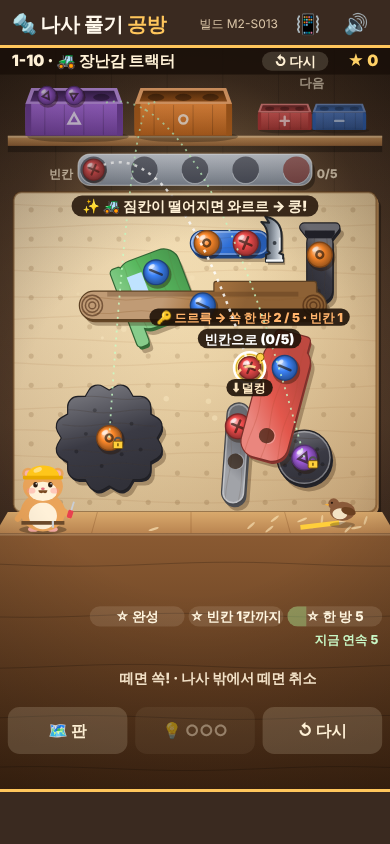 나사 풀기 공방
빌드 M2-S013
1-10 · 장난감 트랙터
다시
★ 0
다음
빈칸
0/5
✨ 🚜 짐칸이 떨어지면 와르르 → 쿵!
🔑 드르륵 → 쏙 한 방 2 / 5 · 빈칸 1
빈칸으로 (0/5)
⬇덜컹
☆ 완성
☆ 빈칸 1칸까지
☆ 한 방 5
지금 연속 5
떼면 쏙! · 나사 밖에서 떼면 취소
판
다시